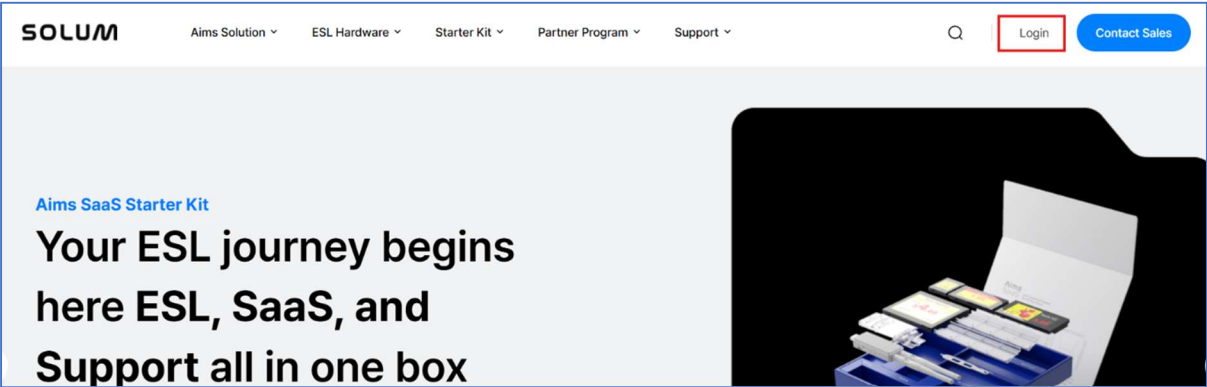 SOLUM
Aims Solution
ESL Hardware
Starter Kit
Partner Program
Support
Login
Contact Sales
Aims SaaS Starter Kit
Your ESL journey begins
here ESL, SaaS, and
Support all in one box
Aims